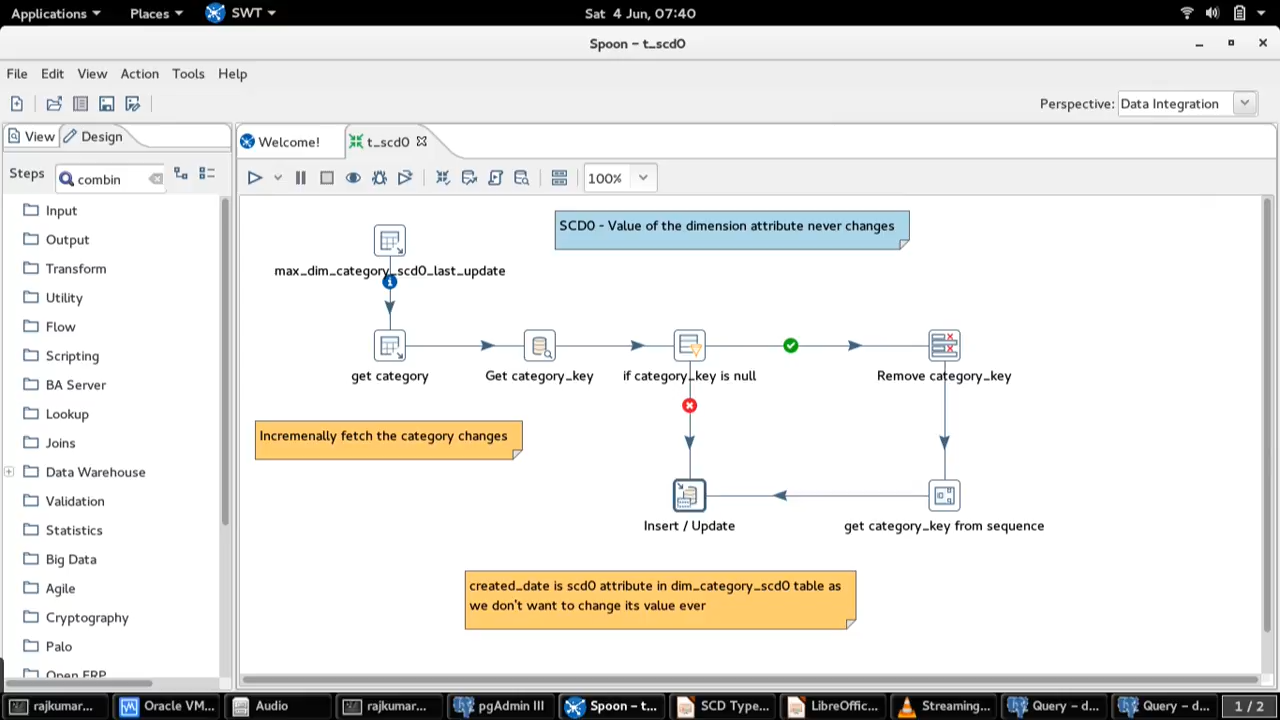 Applications Places SWT Sat 4 Jun, 07:40
Spoon - t_scd0
File Edit View Action Tools Help
Perspective: Data Integration
View Design Welcome! t_scd0
Steps combin 100%
Input
Output
Transform
Utility
Flow
Scripting
BA Server
Lookup
Joins
Data Warehouse
Validation
Statistics
Big Data
Agile
Cryptography
Palo
Open ERP
SCD0 - Value of the dimension attribute never changes
max_dim_category_scd0_last_update
get category Get category_key if category_key is null Remove category_key
Incremenally fetch the category changes
Insert / Update get category_key from sequence
created_date is scd0 attribute in dim_category_scd0 table as
we don't want to change its value ever
rajkumar... Oracle VM... Audio rajkumar... pgAdmin III Spoon - t... SCD Type... LibreOffic... Streaming... Query - d... Query - d... 1 / 2